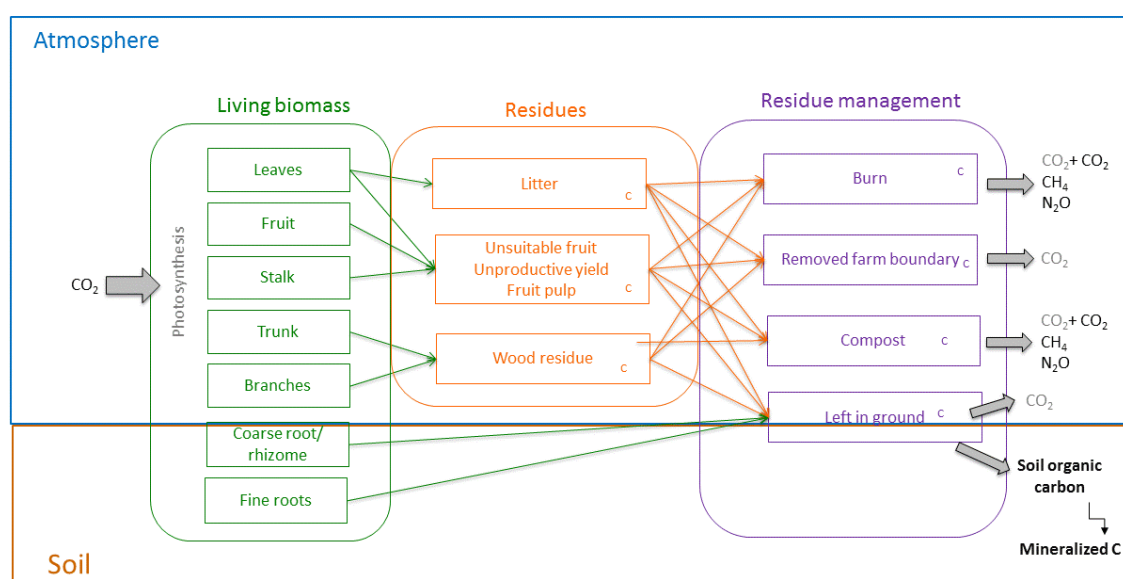 Atmosphere
Living biomass
Residues
Residue management
CO₂
Photosynthesis
Leaves
Fruit
Stalk
Trunk
Branches
Coarse root/
rhizome
Fine roots
Litter
C
Unsuitable fruit
Unproductive yield
Fruit pulp
C
Wood residue
C
Burn
C
Removed farm boundary
C
Compost
C
Left in ground
C
CO₂+ CO₂
CH₄
N₂O
CO₂
CO₂+ CO₂
CH₄
N₂O
CO₂
Soil organic
carbon
Mineralized C
Soil